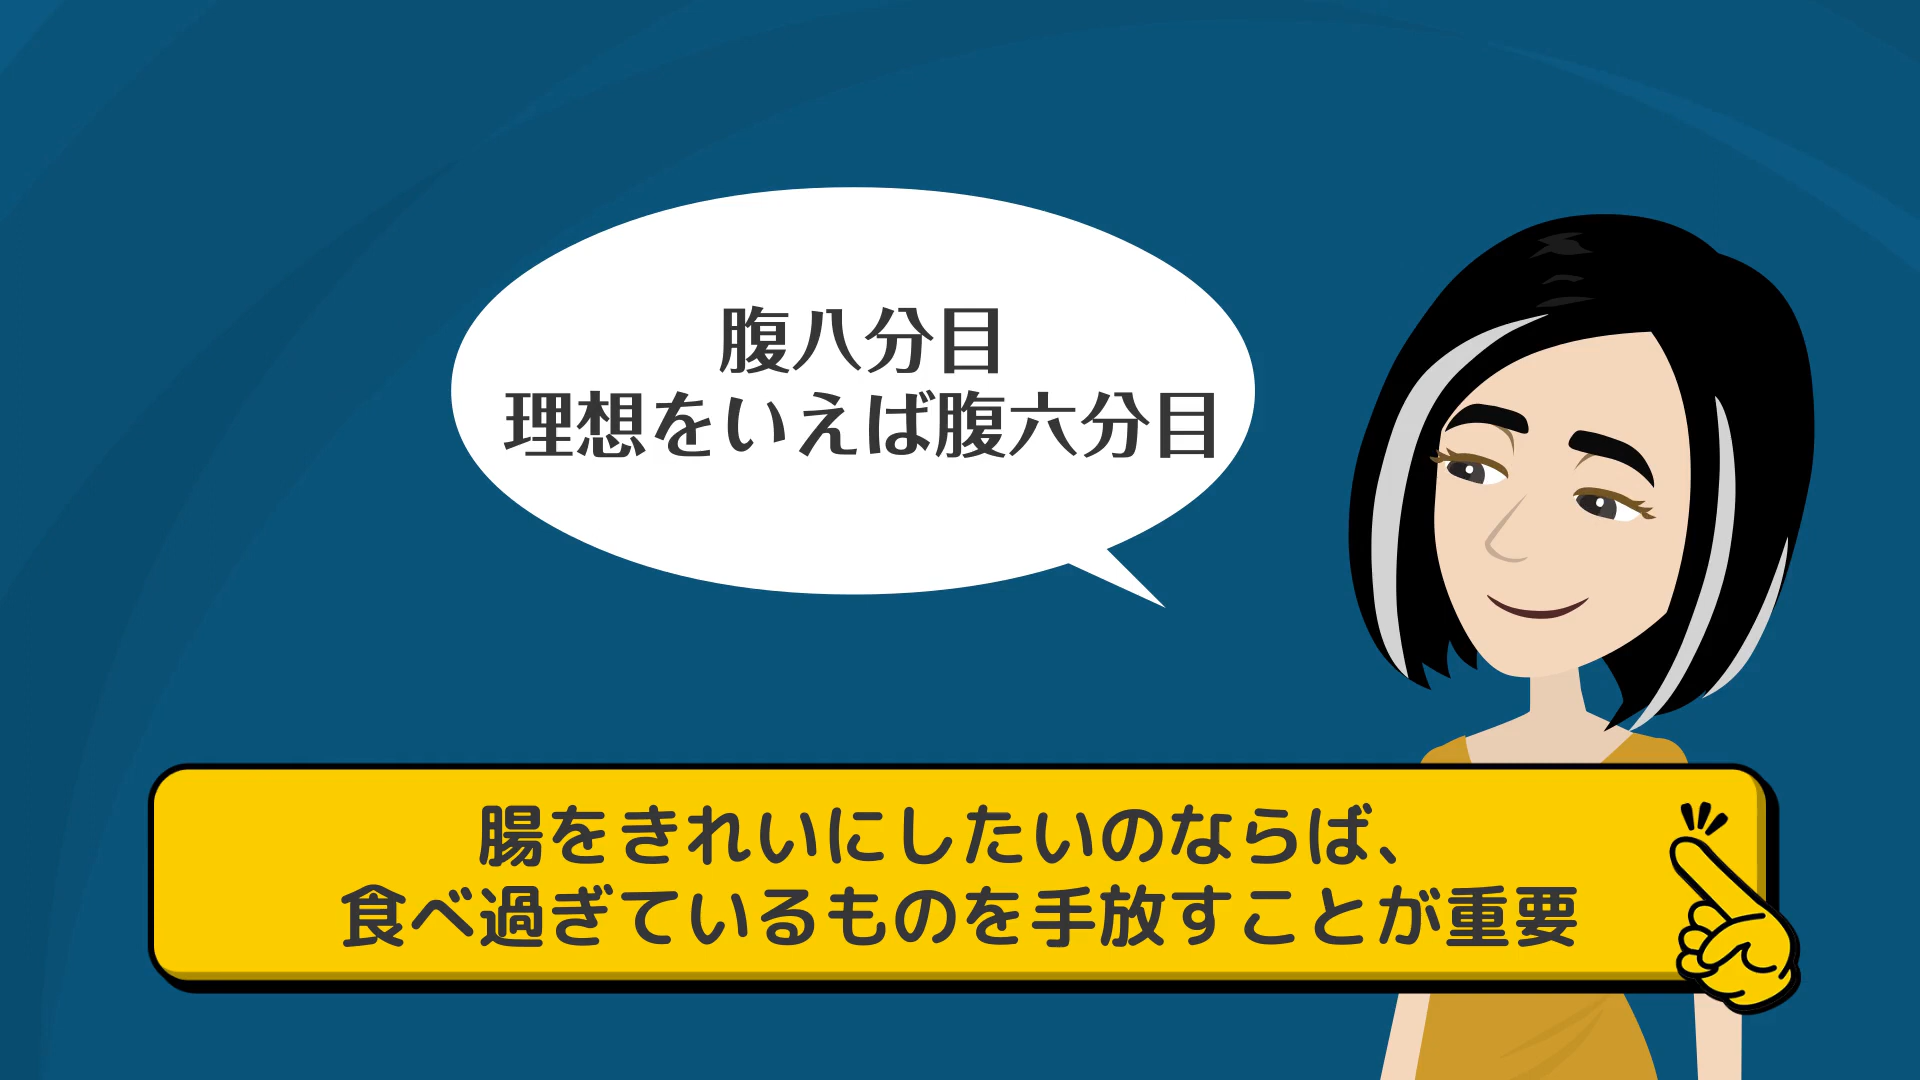 腹八分目
理想をいえば腹六分目
腸をきれいにしたいのならば、
食べ過ぎているものを手放すことが重要